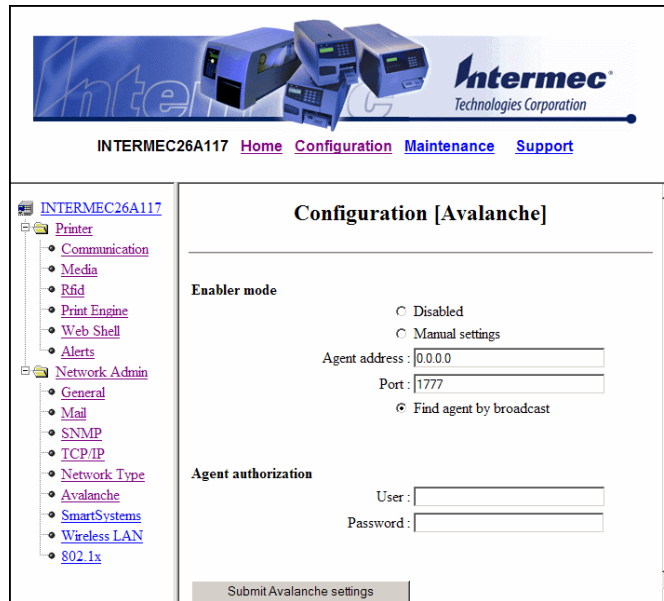 Intermec
Intermec®
Technologies Corporation
INTERMEC26A117 Home Configuration Maintenance Support
INTERMEC26A117
Printer
Communication
Media
Rfid
Print Engine
Web Shell
Alerts
Network Admin
General
Mail
SNMP
TCP/IP
Network Type
Avalanche
SmartSystems
Wireless LAN
802.1x
Configuration [Avalanche]
Enabler mode
Disabled
Manual settings
Agent address : 0.0.0.0
Port : 1777
Find agent by broadcast
Agent authorization
User :
Password :
Submit Avalanche settings